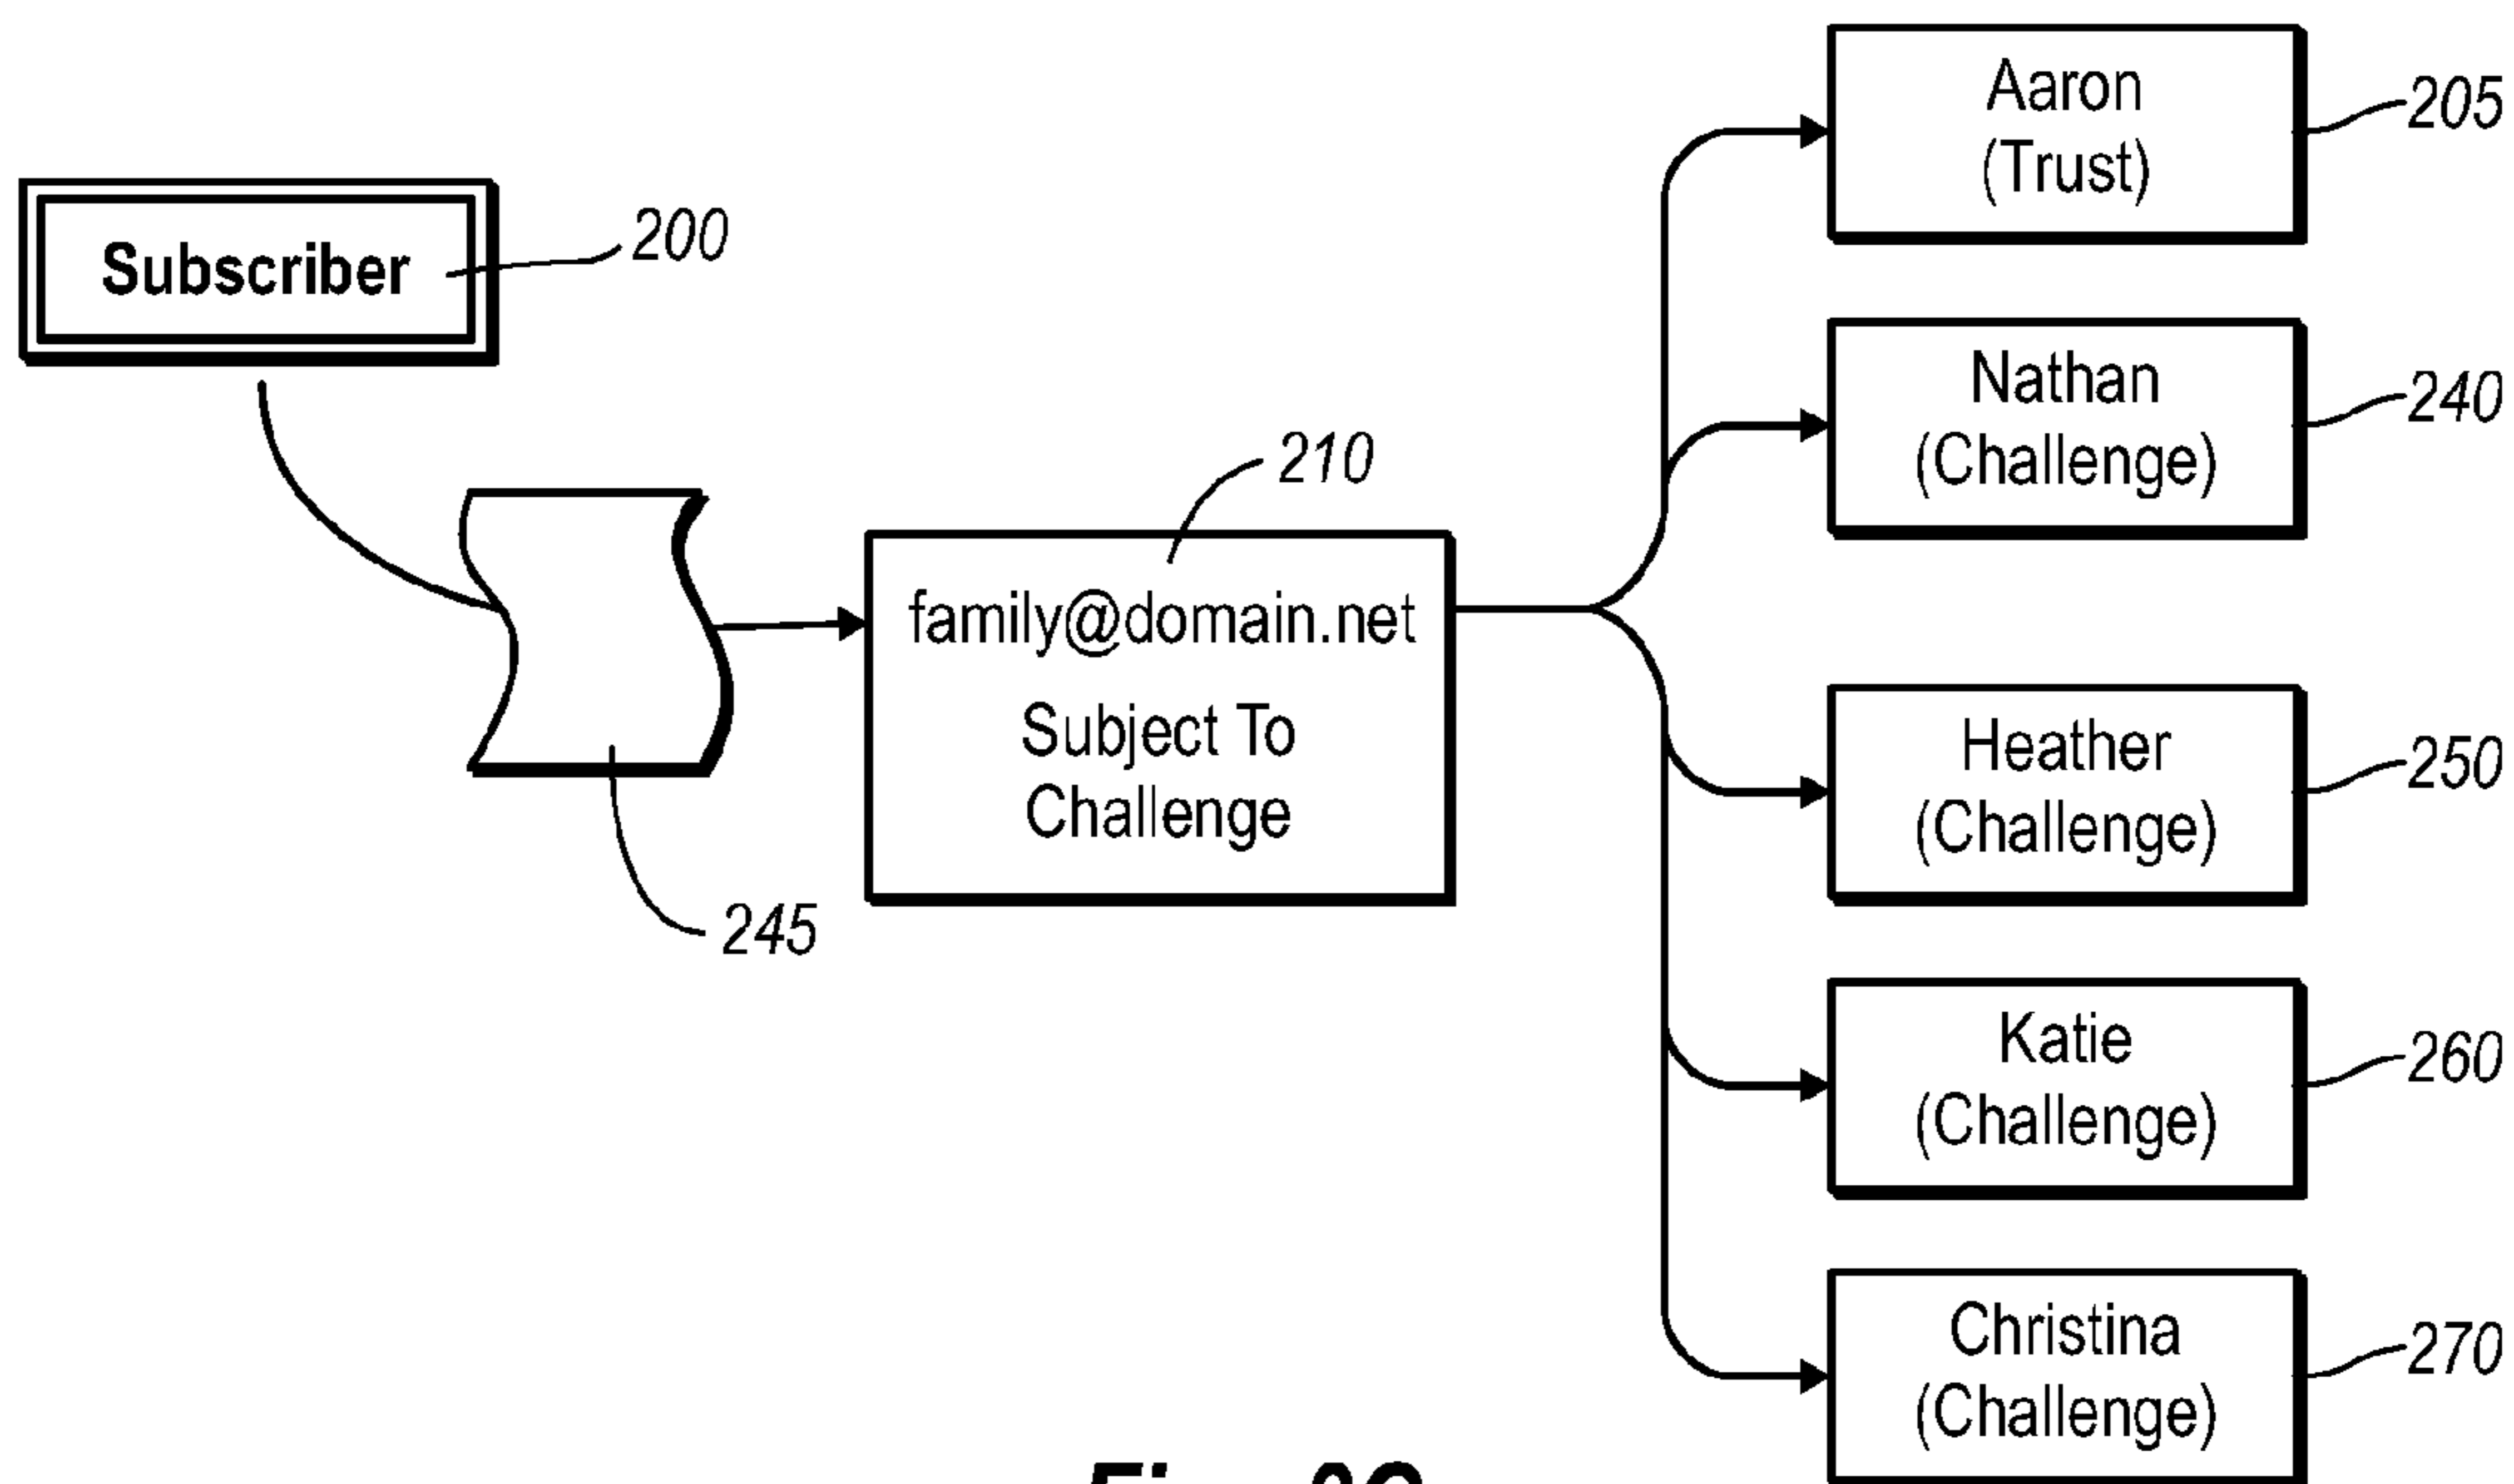 Subscriber
200
245
210
family@domain.net
Subject To
Challenge
Aaron
(Trust)
205
Nathan
(Challenge)
240
Heather
(Challenge)
250
Katie
(Challenge)
260
Christina
(Challenge)
270